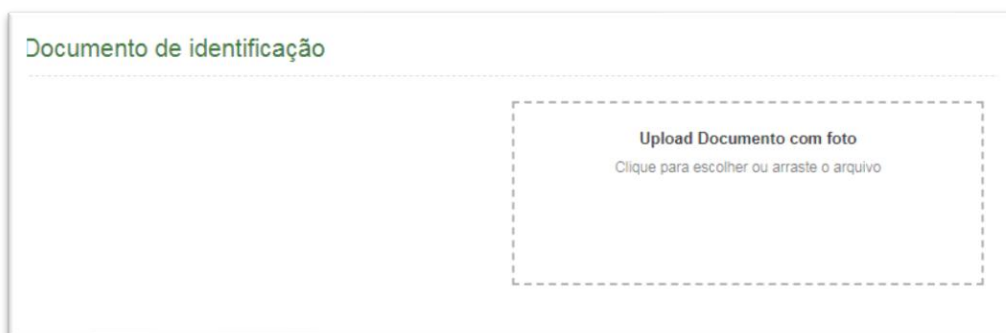 Documento de identificação
Upload Documento com foto
Clique para escolher ou arraste o arquivo